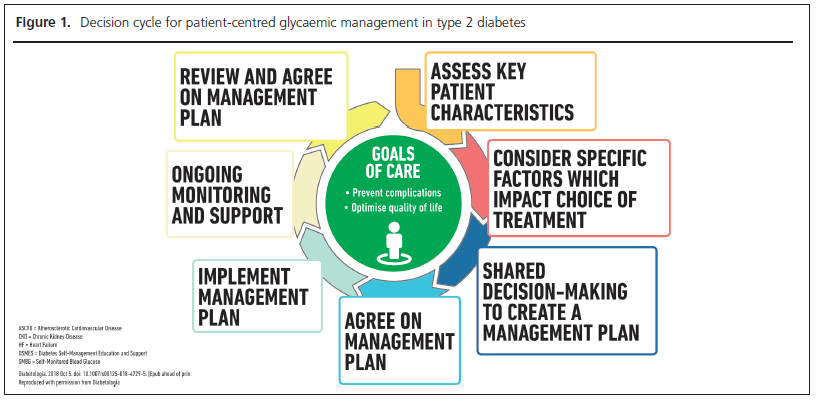 Figure 1. Decision cycle for patient-centred glycaemic management in type 2 diabetes
ASSESS KEY
PATIENT
CHARACTERISTICS
CONSIDER SPECIFIC
FACTORS WHICH
IMPACT CHOICE OF
TREATMENT
SHARED
DECISION-MAKING
TO CREATE A
MANAGEMENT PLAN
AGREE ON
MANAGEMENT
PLAN
IMPLEMENT
MANAGEMENT
PLAN
ONGOING
MONITORING
AND SUPPORT
REVIEW AND AGREE
ON MANAGEMENT
PLAN
GOALS
OF CARE
• Prevent complications
• Optimise quality of life
ASCVD = Atherosclerotic Cardiovascular Disease
CKD = Chronic Kidney Disease
HF = Heart Failure
DSMES = Diabetes Self-Management Education and Support
SMBG = Self-Monitored Blood Glucose
Diabetologia. 2018 Oct 5. doi: 10.1007/s00125-018-4729-5. [Epub ahead of prin
Reproduced with permission from Diabetologia